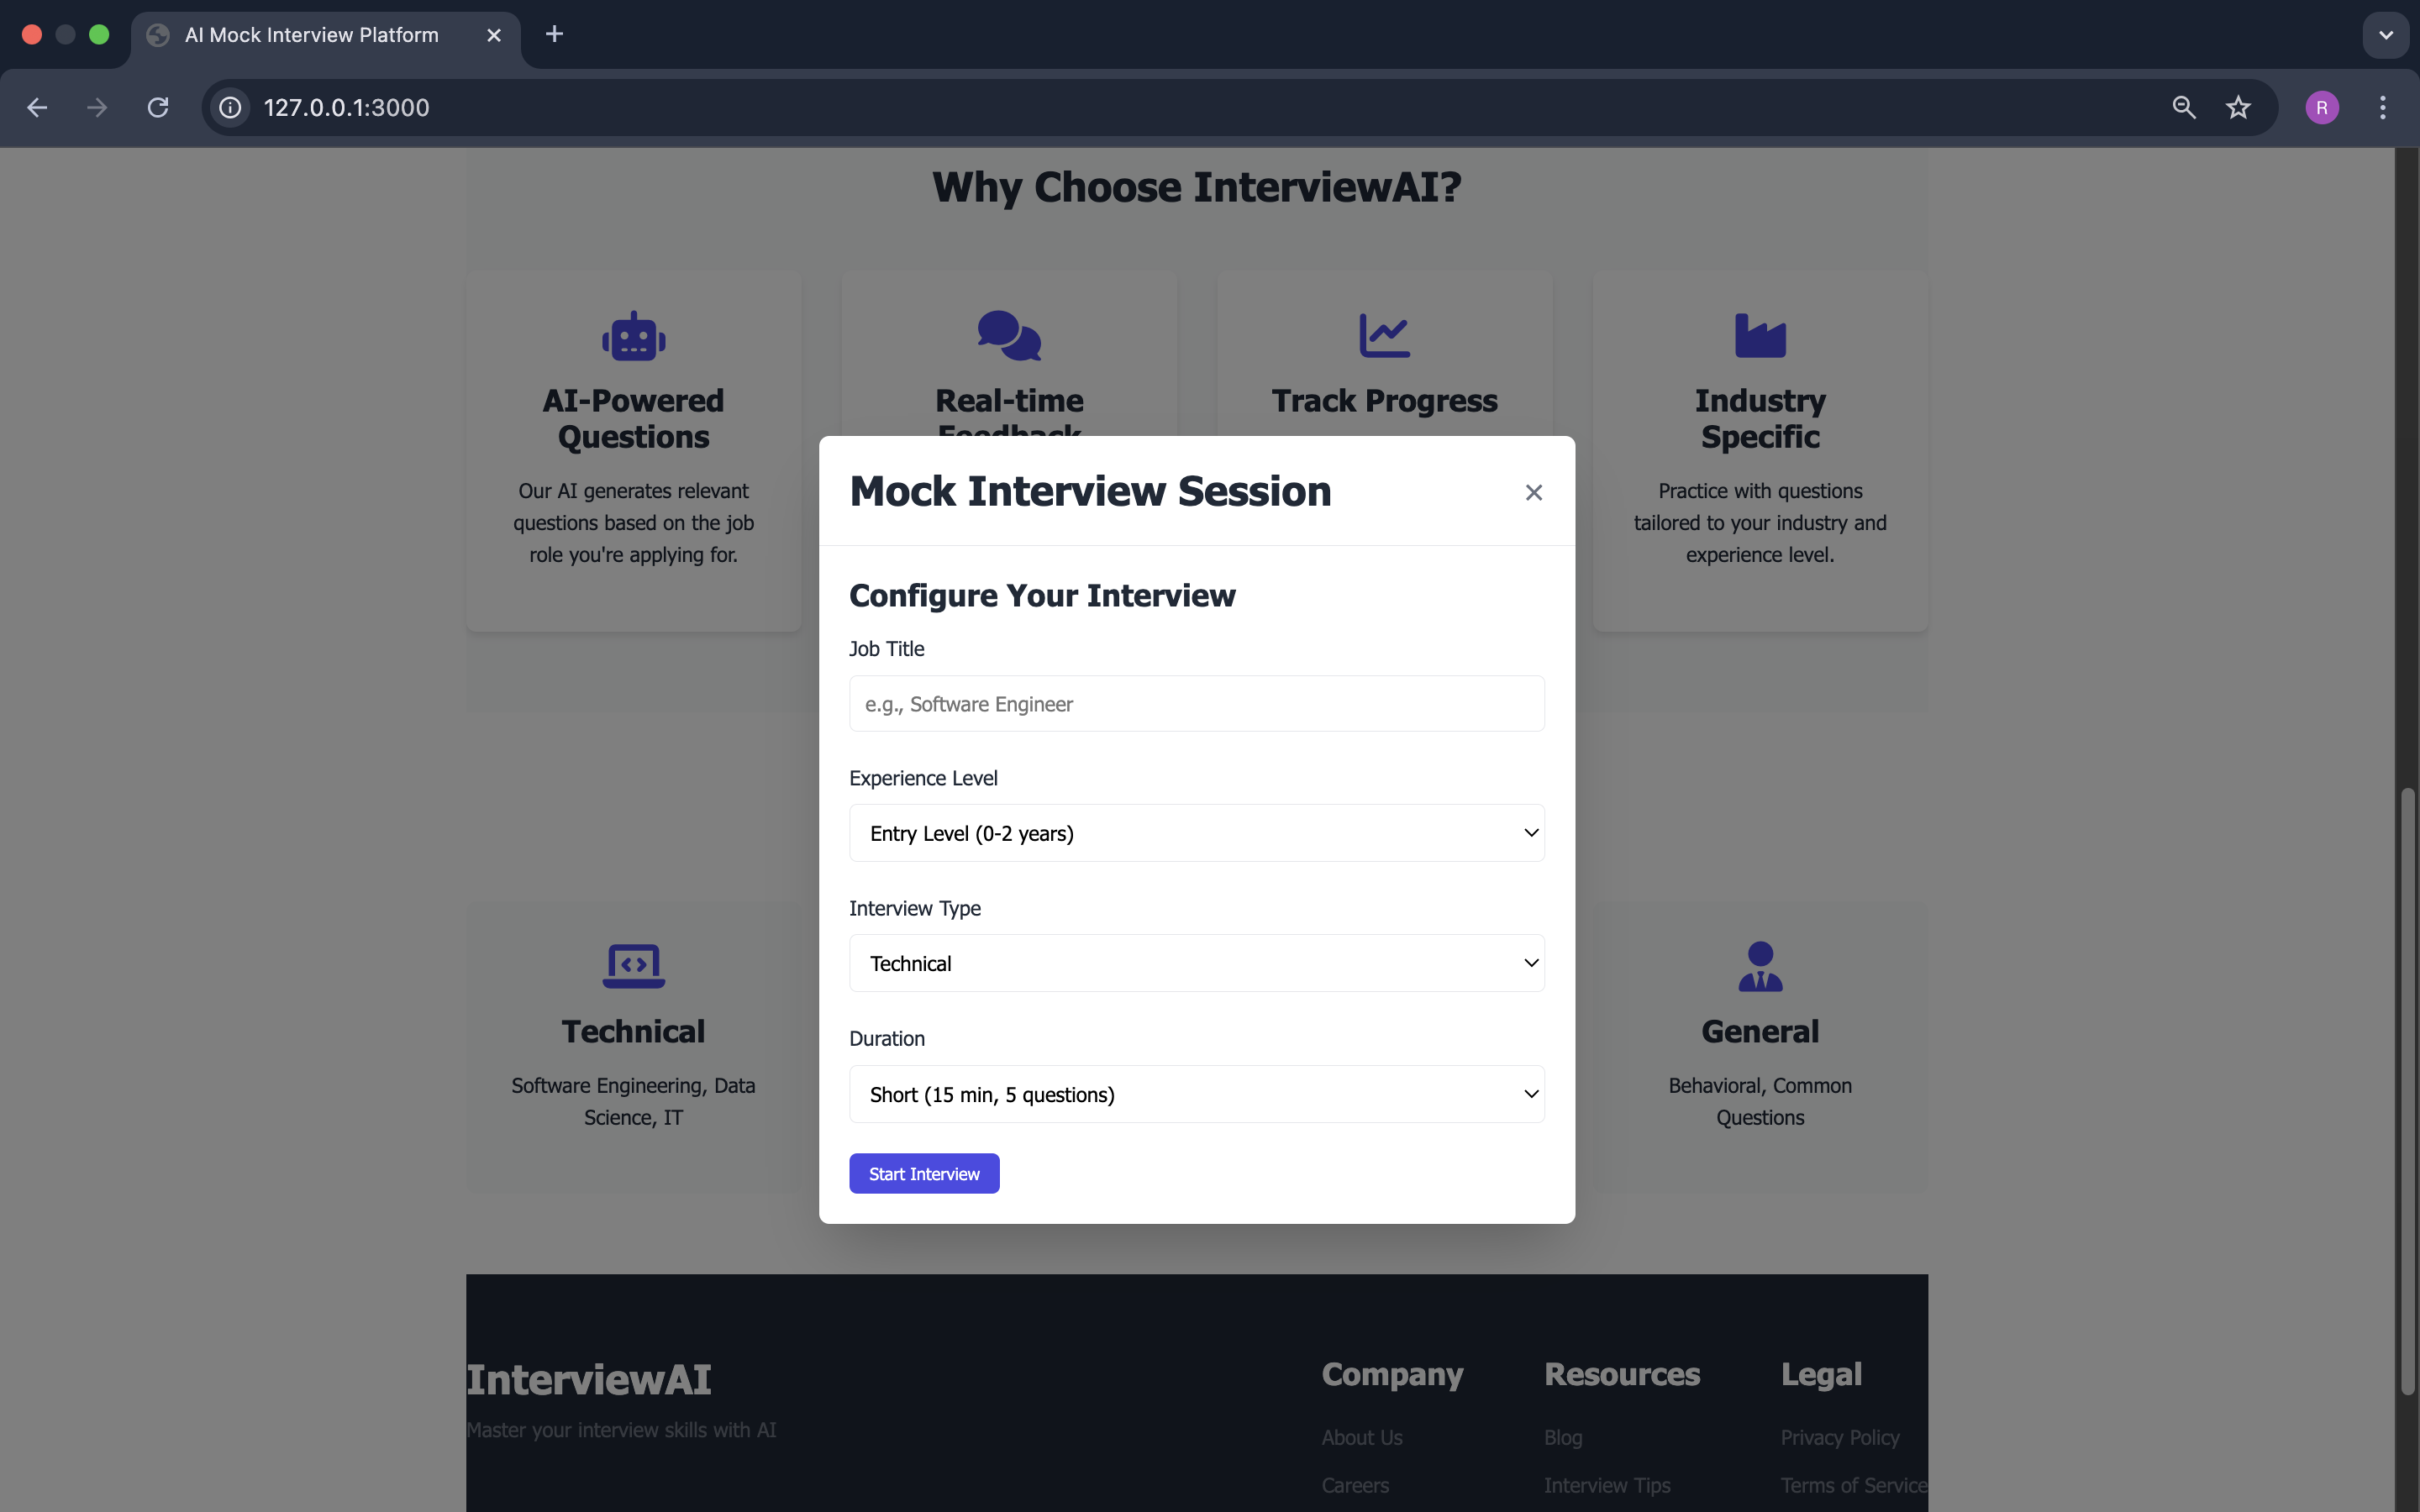 AI Mock Interview Platform
127.0.0.1:3000
R
Why Choose InterviewAI?
AI-Powered
Questions
Our AI generates relevant
questions based on the job
role you're applying for.
Real-time
Feedback
Track Progress
Industry
Specific
Practice with questions
tailored to your industry and
experience level.
Mock Interview Session
Configure Your Interview
Job Title
e.g., Software Engineer
Experience Level
Entry Level (0-2 years)
Interview Type
Technical
Duration
Short (15 min, 5 questions)
Start Interview
Technical
Software Engineering, Data
Science, IT
General
Behavioral, Common
Questions
InterviewAI
Master your interview skills with AI
Company
About Us
Careers
Resources
Blog
Interview Tips
Legal
Privacy Policy
Terms of Service